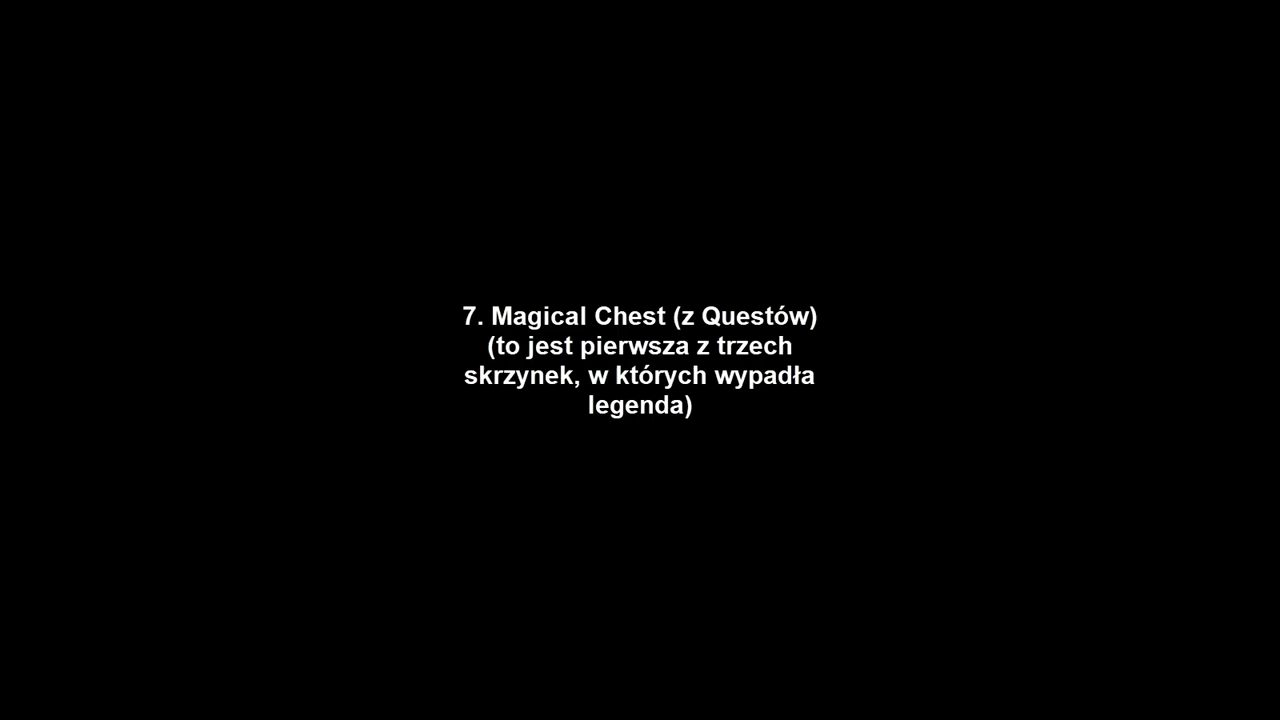 7. Magical Chest (z Questów)
(to jest pierwsza z trzech
skrzynek, w których wypadła
legenda)